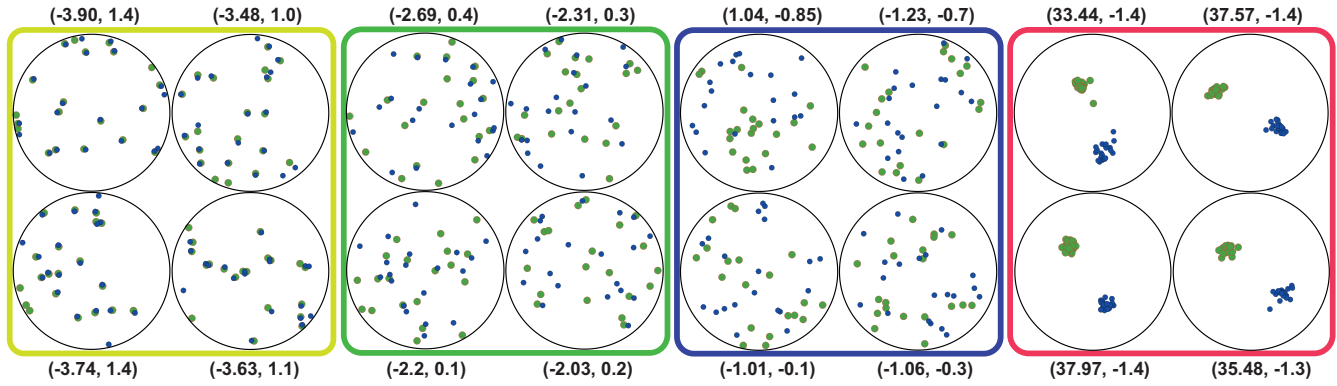 (-3.90, 1.4) (-3.48, 1.0) (-2.69, 0.4) (-2.31, 0.3) (1.04, -0.85) (-1.23, -0.7) (33.44, -1.4) (37.57, -1.4)
(-3.74, 1.4) (-3.63, 1.1) (-2.2, 0.1) (-2.03, 0.2) (-1.01, -0.1) (-1.06, -0.3) (37.97, -1.4) (35.48, -1.3)